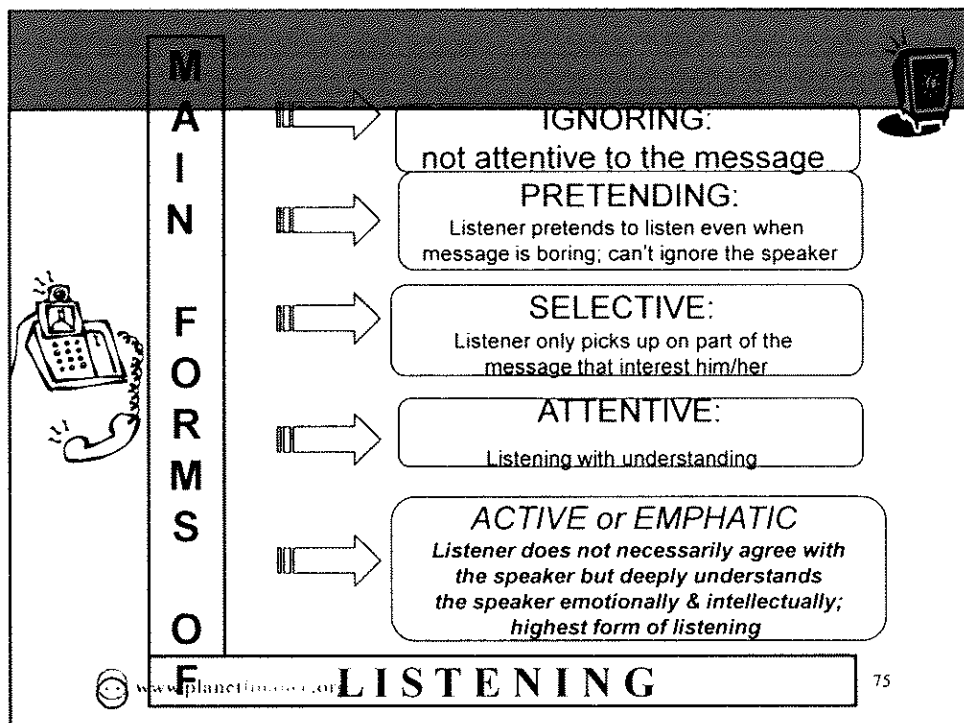 MAIN FORMS OF
IGNORING:
not attentive to the message
PRETENDING:
Listener pretends to listen even when
message is boring; can't ignore the speaker
SELECTIVE:
Listener only picks up on part of the
message that interest him/her
ATTENTIVE:
Listening with understanding
ACTIVE or EMPHATIC
Listener does not necessarily agree with
the speaker but deeply understands
the speaker emotionally & intellectually;
highest form of listening
LISTENING
75